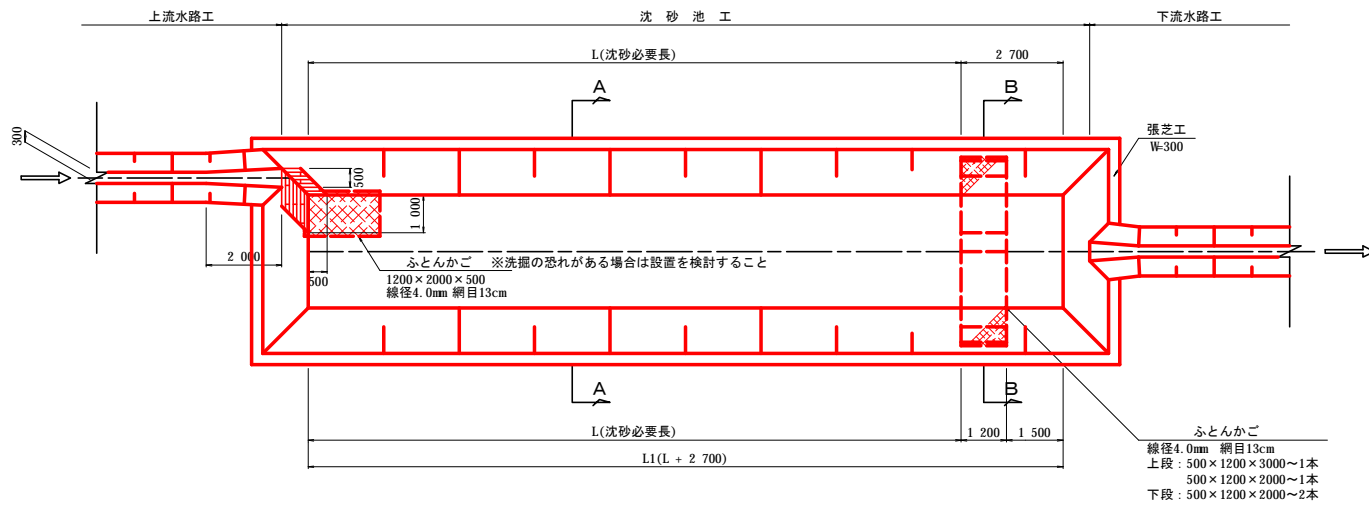 上流水路工
沈 砂 池 工
下流水路工
L(沈砂必要長)
2 700
A
B
張芝工
W=300
300
500
1 000
2 000
500
ふとんかご ※洗掘の恐れがある場合は設置を検討すること
1200×2000×500
線径4.0mm 網目13cm
A
B
L(沈砂必要長)
1 200
1 500
L1(L + 2 700)
ふとんかご
線径4.0mm 網目13cm
上段：500×1200×3000～1本
500×1200×2000～1本
下段：500×1200×2000～2本